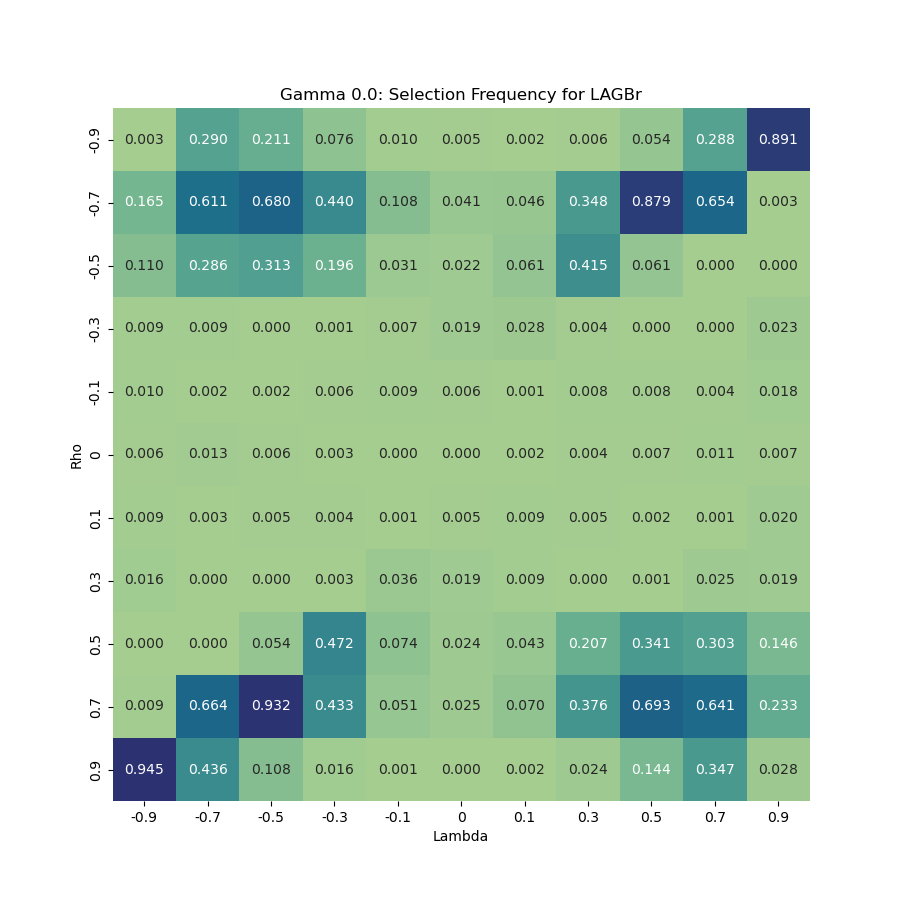 Gamma 0.0: Selection Frequency for LAGBr
-0.9 0.003 0.290 0.211 0.076 0.010 0.005 0.002 0.006 0.054 0.288 0.891
-0.7 0.165 0.611 0.680 0.440 0.108 0.041 0.046 0.348 0.879 0.654 0.003
-0.5 0.110 0.286 0.313 0.196 0.031 0.022 0.061 0.415 0.061 0.000 0.000
-0.3 0.009 0.009 0.000 0.001 0.007 0.019 0.028 0.004 0.000 0.000 0.023
-0.1 0.010 0.002 0.002 0.006 0.009 0.006 0.001 0.008 0.008 0.004 0.018
Rho
0 0.006 0.013 0.006 0.003 0.000 0.000 0.002 0.004 0.007 0.011 0.007
0.1 0.009 0.003 0.005 0.004 0.001 0.005 0.009 0.005 0.002 0.001 0.020
0.3 0.016 0.000 0.000 0.003 0.036 0.019 0.009 0.000 0.001 0.025 0.019
0.5 0.000 0.000 0.054 0.472 0.074 0.024 0.043 0.207 0.341 0.303 0.146
0.7 0.009 0.664 0.932 0.433 0.051 0.025 0.070 0.376 0.693 0.641 0.233
0.9 0.945 0.436 0.108 0.016 0.001 0.000 0.002 0.024 0.144 0.347 0.028
-0.9 -0.7 -0.5 -0.3 -0.1 0 0.1 0.3 0.5 0.7 0.9
Lambda